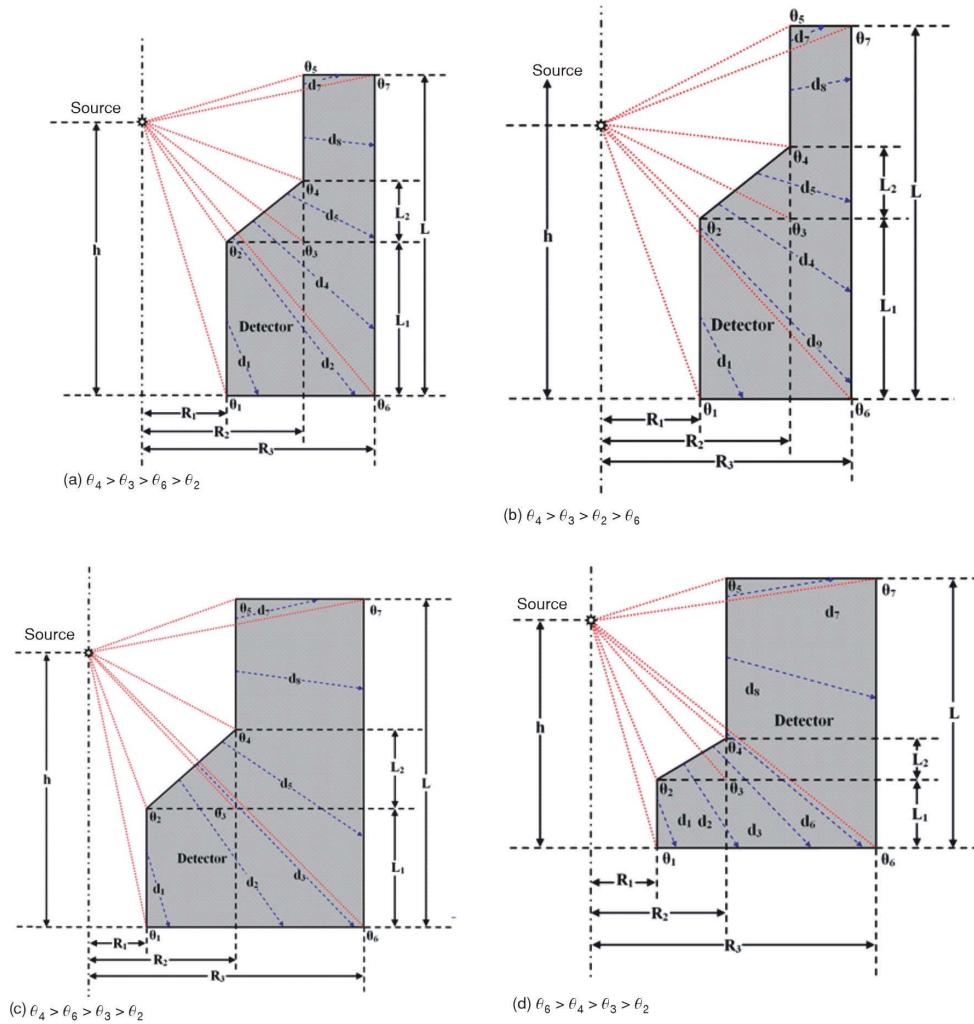 θ5
d7
θ7
Source
d8
θ4
L2
d5
L
h
θ2
θ3
d4
L1
Detector
d1
d2
θ1
θ6
R1
R2
R3
(a) θ4 > θ3 > θ6 > θ2
θ5
d7
θ7
Source
d8
θ4
L2
d5
L
h
θ2
θ3
d4
L1
Detector
d9
d1
θ1
θ6
R1
R2
R3
(b) θ4 > θ3 > θ2 > θ6
θ5 d7
θ7
Source
d8
θ4
L2
L
h
d5
θ2
θ3
Detector
L1
d1
d2
d3
θ1
θ6
R1
R2
R3
(c) θ4 > θ6 > θ3 > θ2
θ5
θ7
d7
Source
d8
Detector
L
h
θ4
L2
θ2
θ3
d1 d2
d3
d6
L1
θ1
θ6
R1
R2
R3
(d) θ6 > θ4 > θ3 > θ2